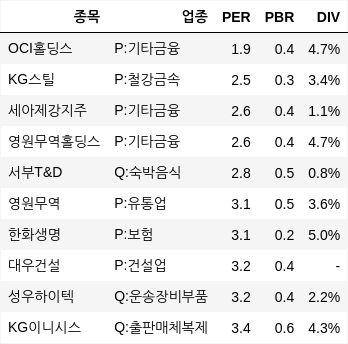 종목 업종 PER PBR DIV
OCI홀딩스 P:기타금융 1.9 0.4 4.7%
KG스틸 P:철강금속 2.5 0.3 3.4%
세아제강지주 P:기타금융 2.6 0.4 1.1%
영원무역홀딩스 P:기타금융 2.6 0.4 4.7%
서부T&D Q:숙박음식 2.8 0.5 0.8%
영원무역 P:유통업 3.1 0.5 3.6%
한화생명 P:보험 3.1 0.2 5.0%
대우건설 P:건설업 3.2 0.4 -
성우하이텍 Q:운송장비부품 3.2 0.4 2.2%
KG이니시스 Q:출판매체복제 3.4 0.6 4.3%